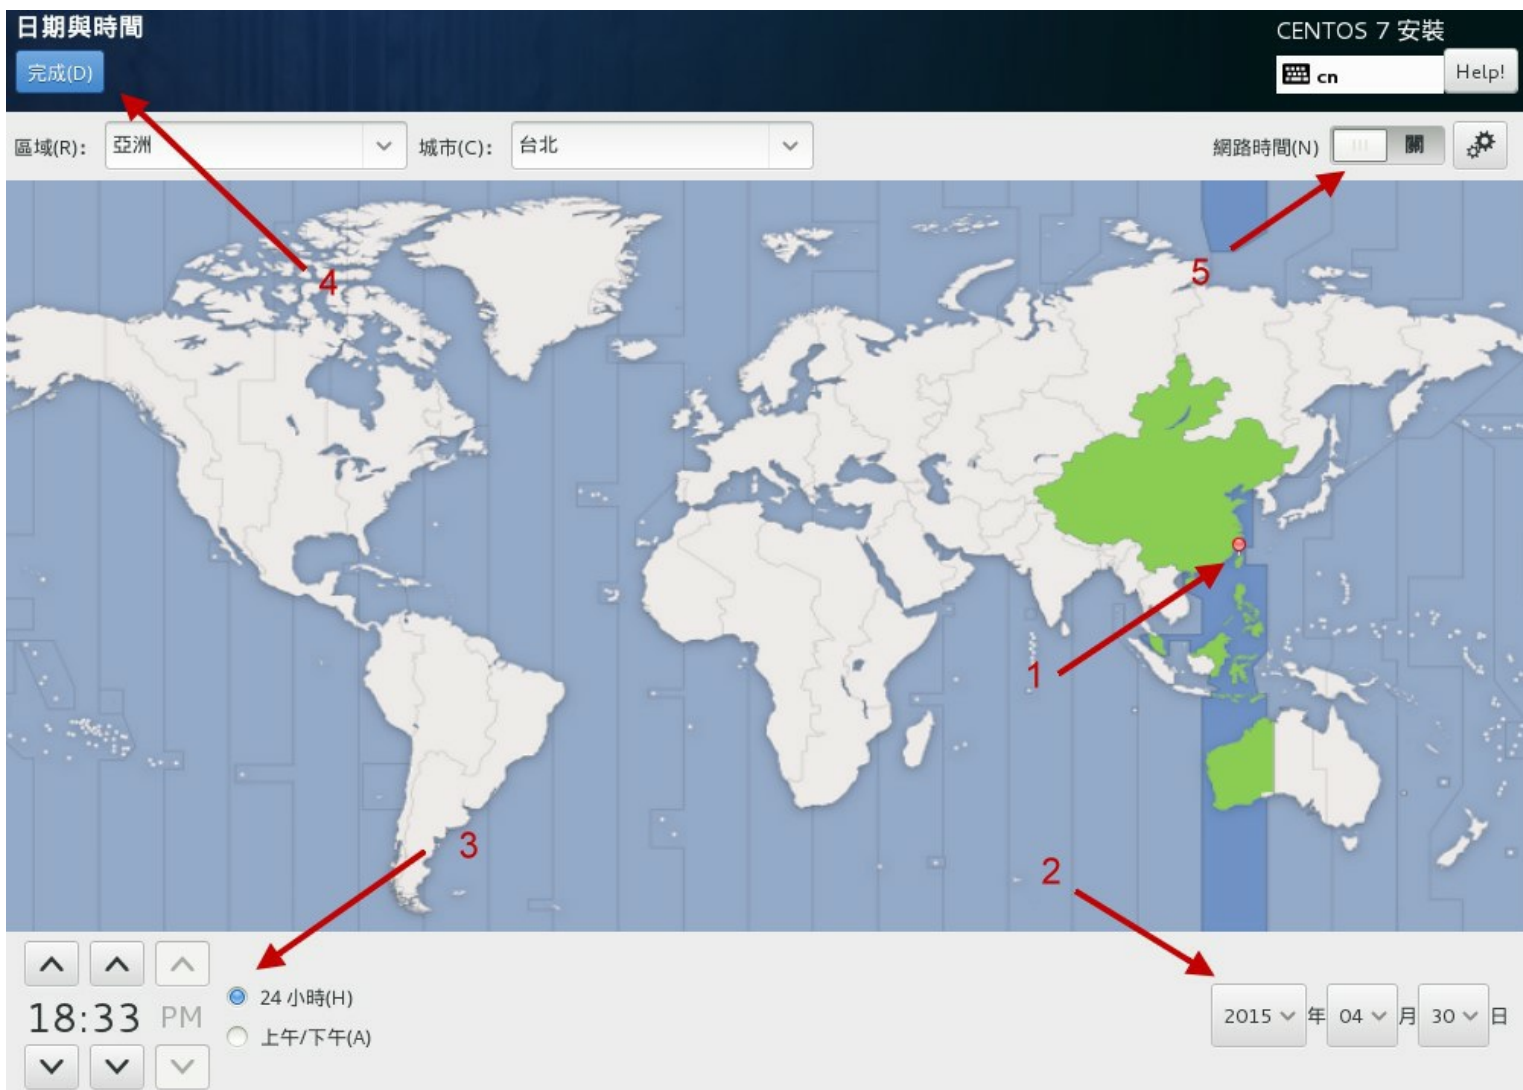 日期與時間
CENTOS 7 安裝
完成(D)
cn
Help!
區域(R): 亞洲 城市(C): 台北 網路時間(N) 關
5
4
1
3
2
24 小時(H)
18:33 PM
2015 年 04 月 30 日
上午/下午(A)